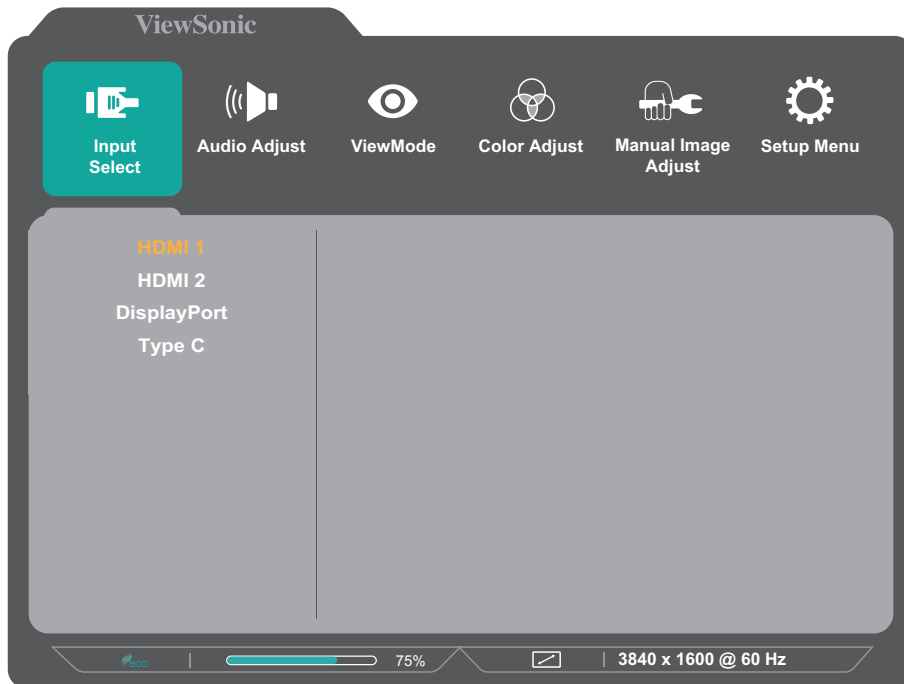 ViewSonic
Input
Select
Audio Adjust
ViewMode
Color Adjust
Manual Image
Adjust
Setup Menu
HDMI 1
HDMI 2
DisplayPort
Type C
eco
75%
3840 x 1600 @ 60 Hz